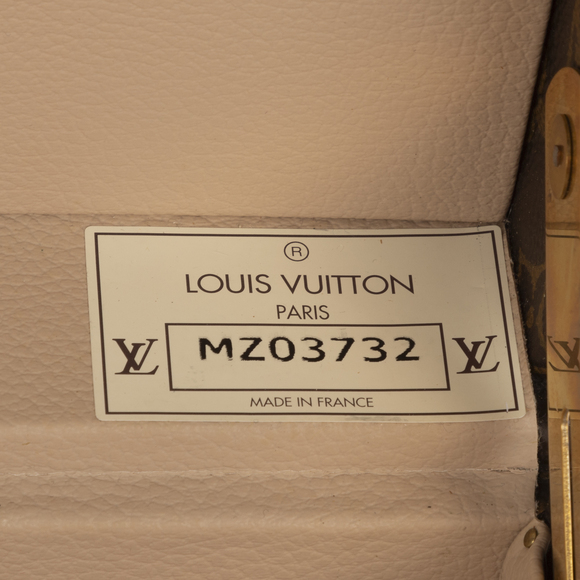 ®
LOUIS VUITTON
PARIS
LV MZ03732 LV
MADE IN FRANCE